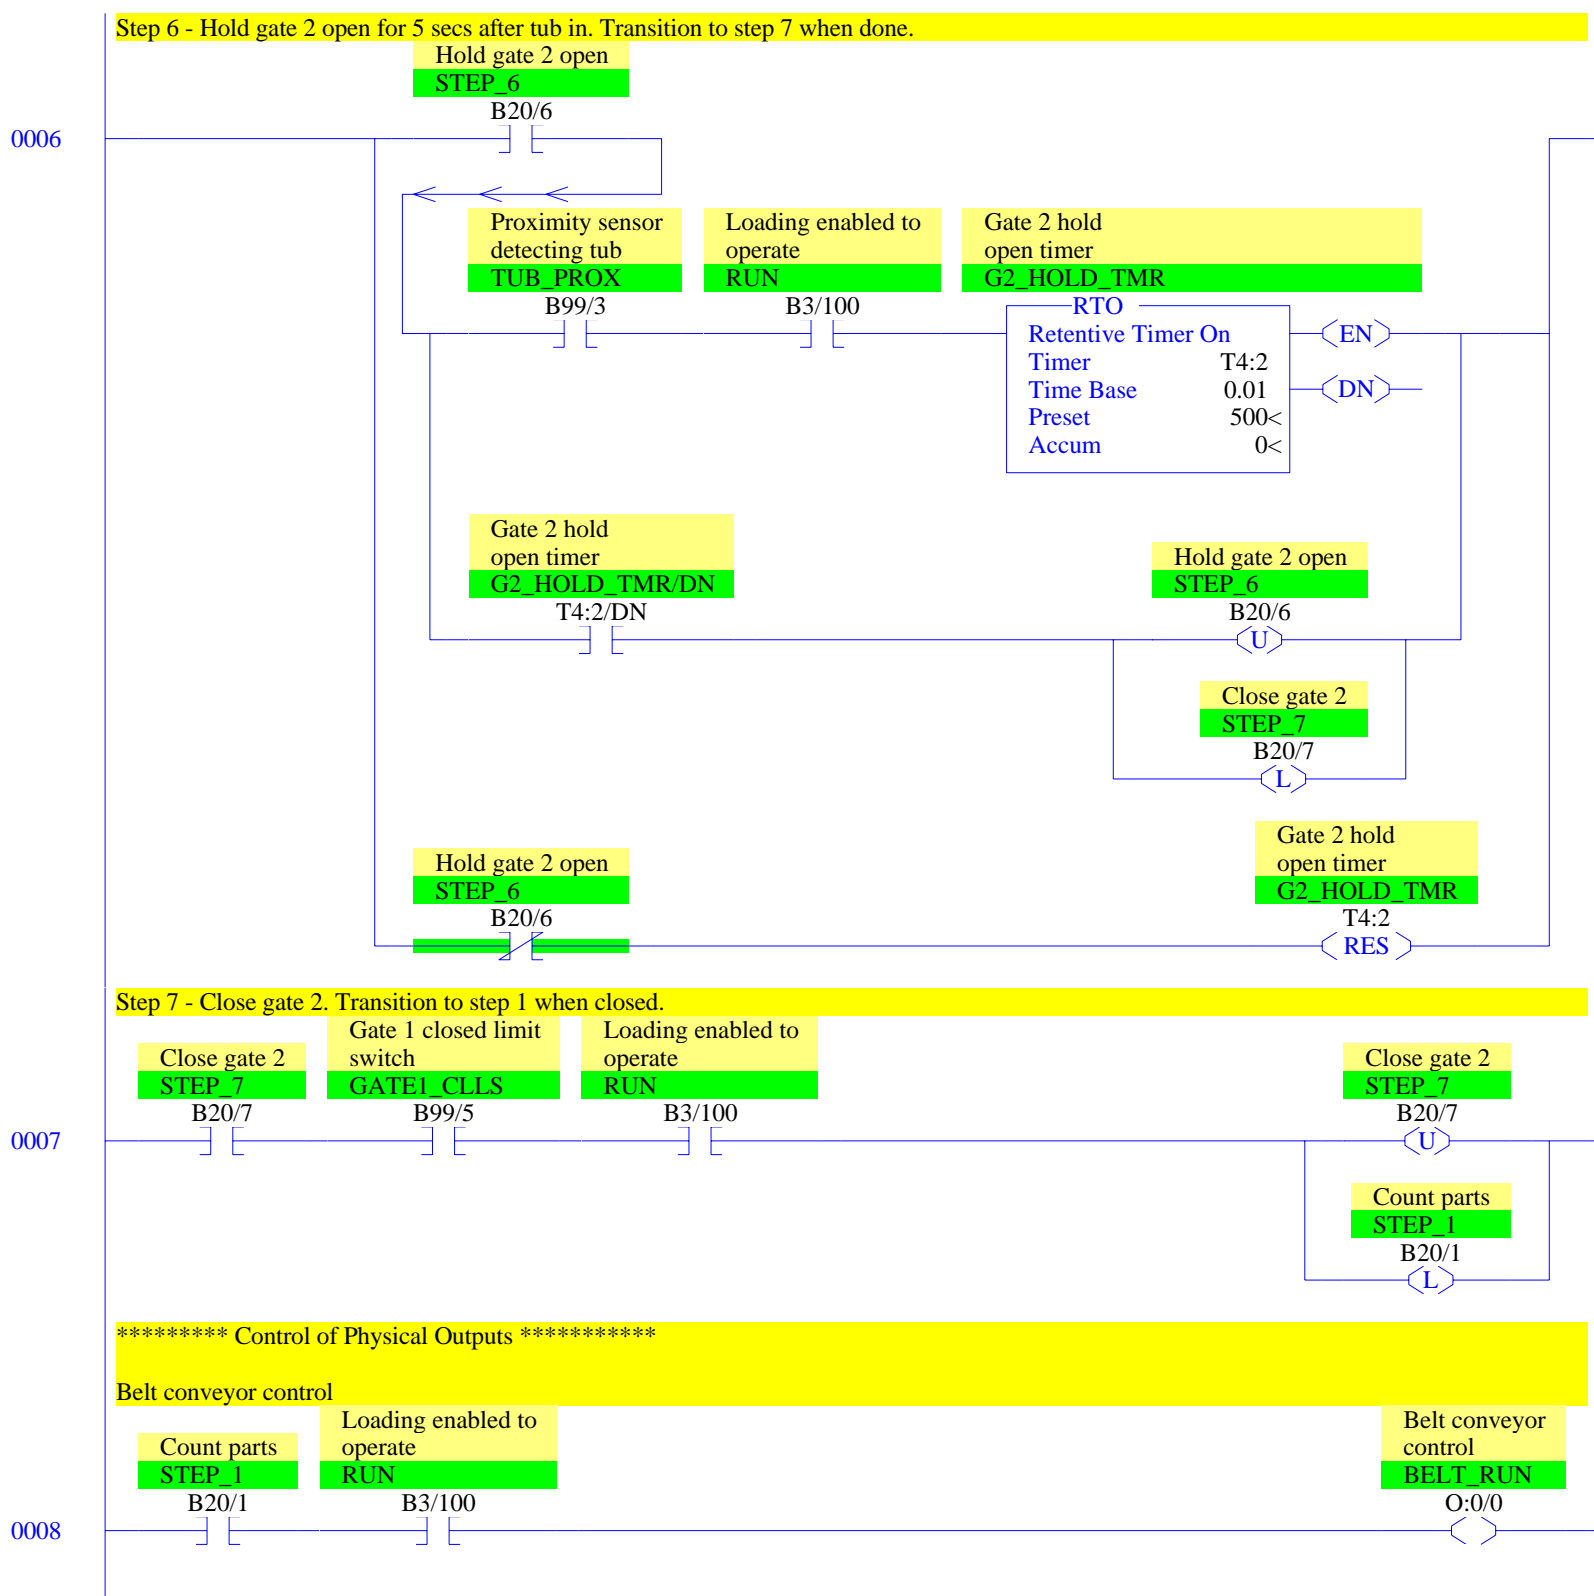 Step 6 - Hold gate 2 open for 5 secs after tub in. Transition to step 7 when done.
Hold gate 2 open
STEP_6
B20/6
0006
Proximity sensor
detecting tub
TUB_PROX
B99/3
Loading enabled to
operate
RUN
B3/100
Gate 2 hold
open timer
G2_HOLD_TMR
RTO
Retentive Timer On
Timer T4:2
Time Base 0.01
Preset 500<
Accum 0<
EN
DN
Gate 2 hold
open timer
G2_HOLD_TMR/DN
T4:2/DN
Hold gate 2 open
STEP_6
B20/6
U
Close gate 2
STEP_7
B20/7
L
Hold gate 2 open
STEP_6
B20/6
Gate 2 hold
open timer
G2_HOLD_TMR
T4:2
RES
Step 7 - Close gate 2. Transition to step 1 when closed.
Close gate 2
STEP_7
B20/7
Gate 1 closed limit
switch
GATE1_CLLS
B99/5
Loading enabled to
operate
RUN
B3/100
Close gate 2
STEP_7
B20/7
0007
U
Count parts
STEP_1
B20/1
L
********* Control of Physical Outputs ***********
Belt conveyor control
Count parts
STEP_1
B20/1
Loading enabled to
operate
RUN
B3/100
Belt conveyor
control
BELT_RUN
O:0/0
0008